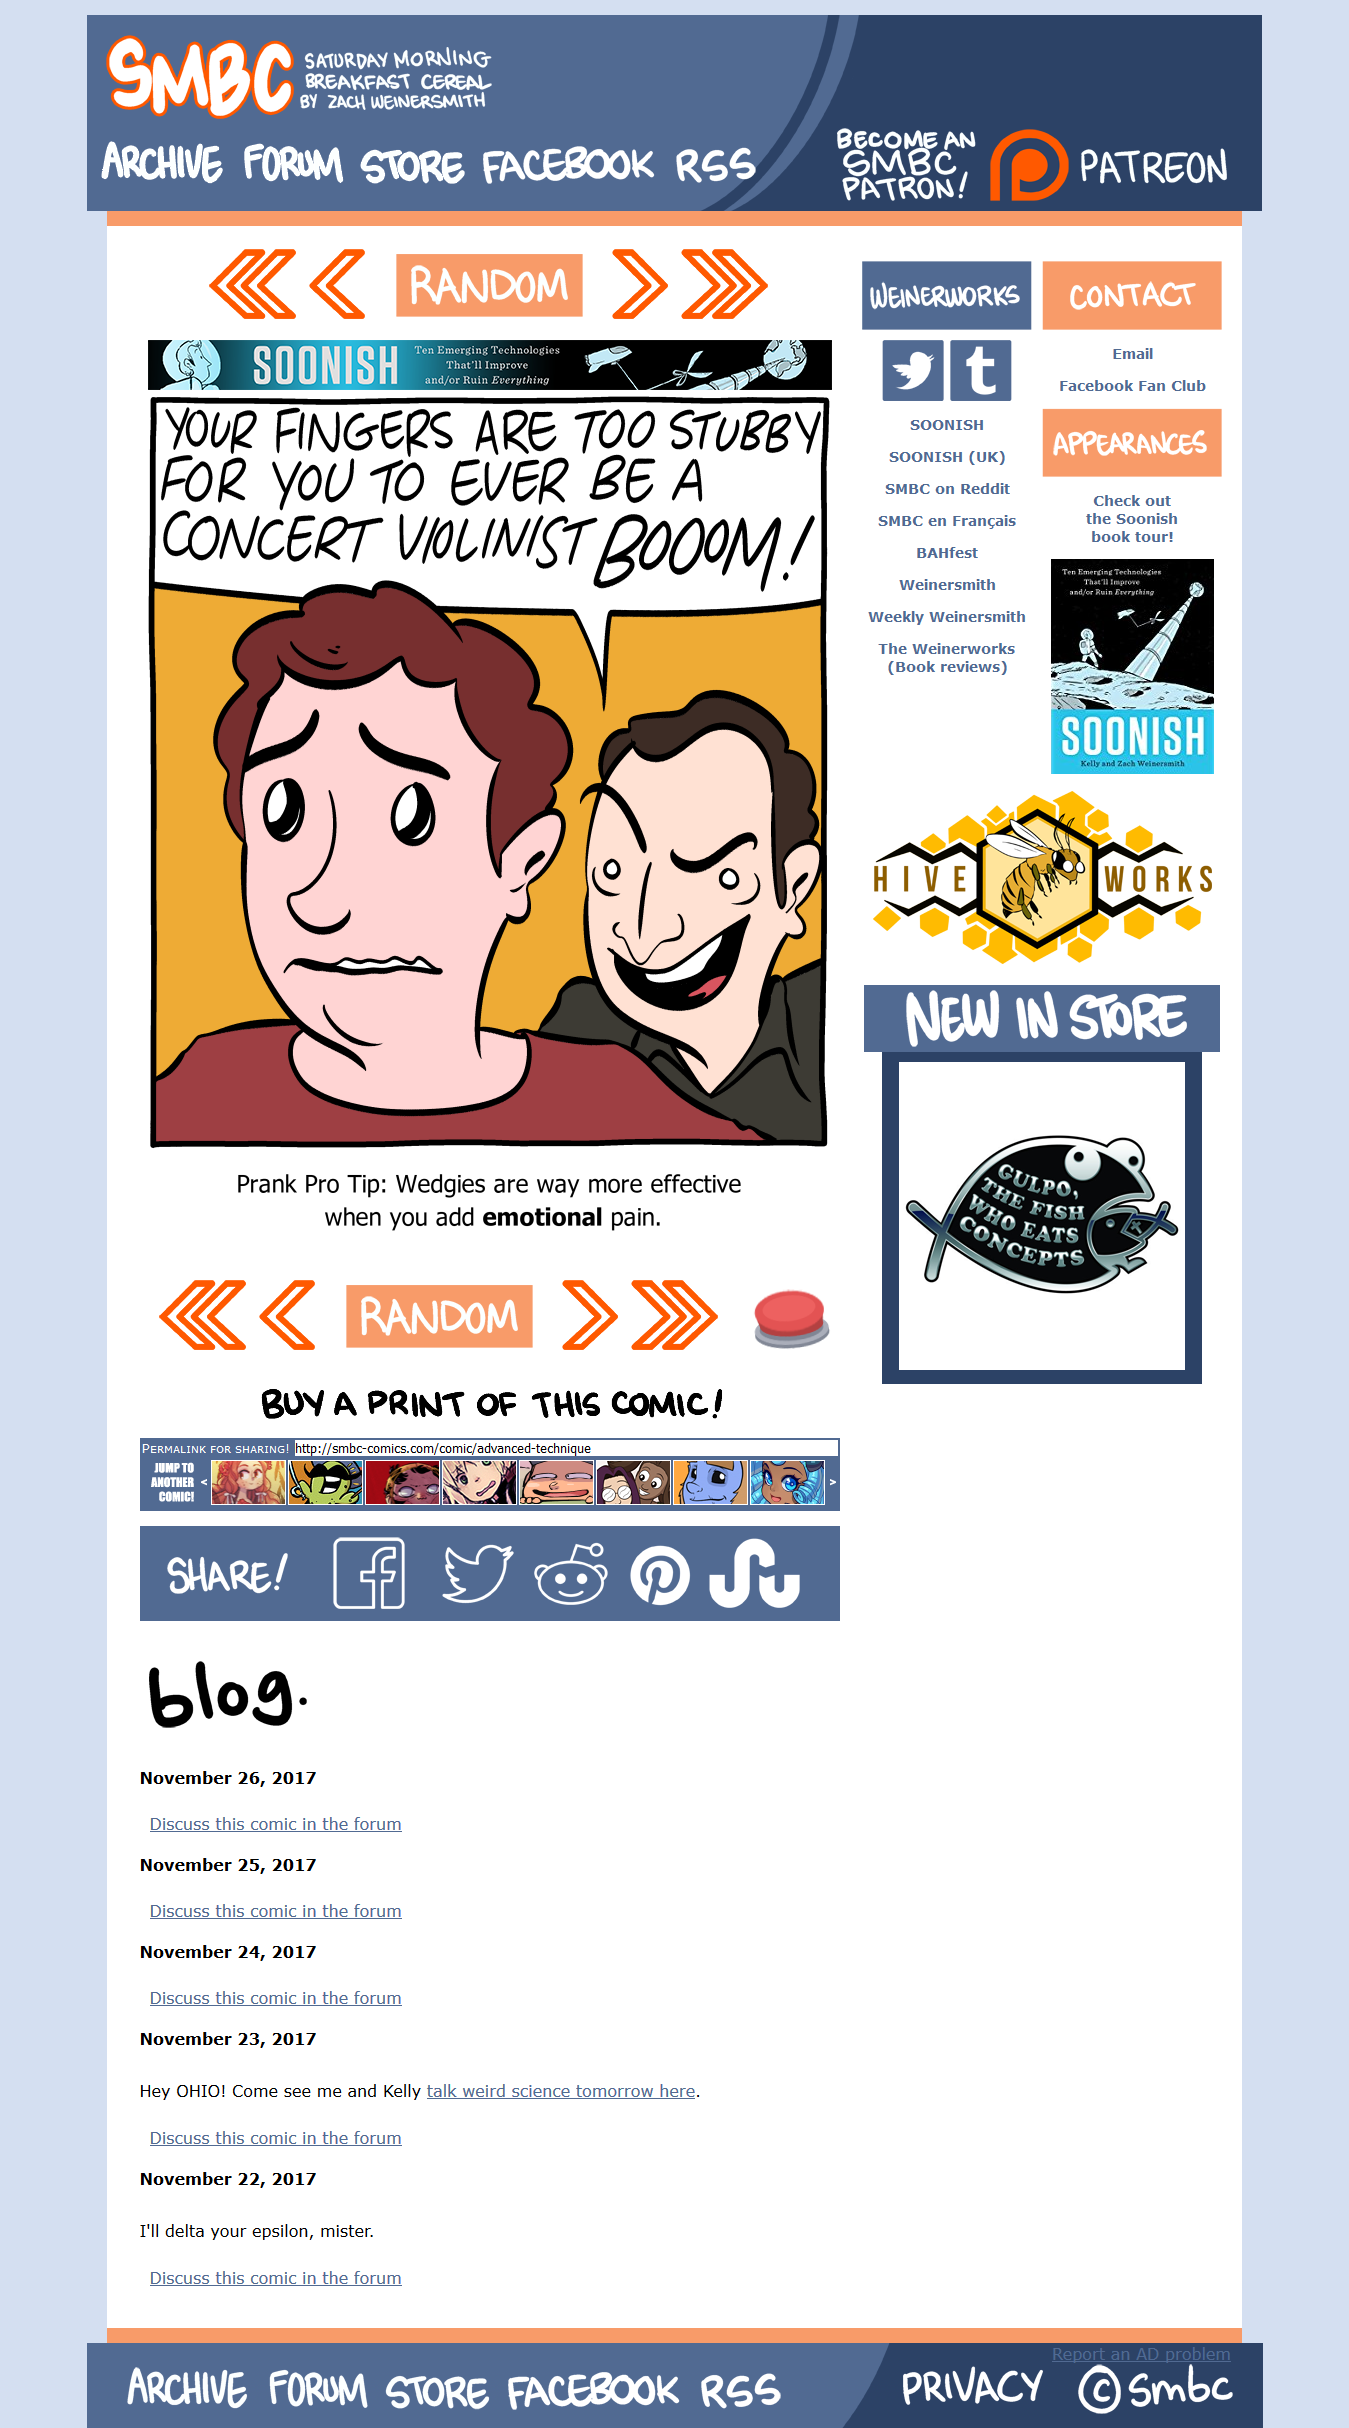 SMBC
SATURDAY MORNING
BREAKFAST CEREAL
BY ZACH WEINERSMITH
ARCHIVE FORUM STORE FACEBOOK RSS
BECOME AN
SMBC
PATRON!
PATREON
RANDOM
SOONISH
Ten Emerging Technologies
That'll Improve
and/or Ruin Everything
YOUR FINGERS ARE TOO STUBBY
FOR YOU TO EVER BE A
CONCERT VIOLINIST BOOOM!
Prank Pro Tip: Wedgies are way more effective
when you add emotional pain.
RANDOM
BUY A PRINT OF THIS COMIC!
PERMALINK FOR SHARING! http://smbc-comics.com/comic/advanced-technique
JUMP TO
ANOTHER
COMIC!
<
>
SHARE!
WEINERWORKS
SOONISH
SOONISH (UK)
SMBC on Reddit
SMBC en Français
BAHfest
Weinersmith
Weekly Weinersmith
The Weinerworks
(Book reviews)
CONTACT
Email
Facebook Fan Club
APPEARANCES
Check out
the Soonish
book tour!
Ten Emerging Technologies
That'll Improve
and/or Ruin Everything
SOONISH
Kelly and Zach Weinersmith
HIVE WORKS
NEW IN STORE
GULPO,
THE FISH
WHO EATS
CONCEPTS
blog.
November 26, 2017
Discuss this comic in the forum
November 25, 2017
Discuss this comic in the forum
November 24, 2017
Discuss this comic in the forum
November 23, 2017
Hey OHIO! Come see me and Kelly talk weird science tomorrow here.
Discuss this comic in the forum
November 22, 2017
I'll delta your epsilon, mister.
Discuss this comic in the forum
Report an AD problem
ARCHIVE FORUM STORE FACEBOOK RSS
PRIVACY © smbc